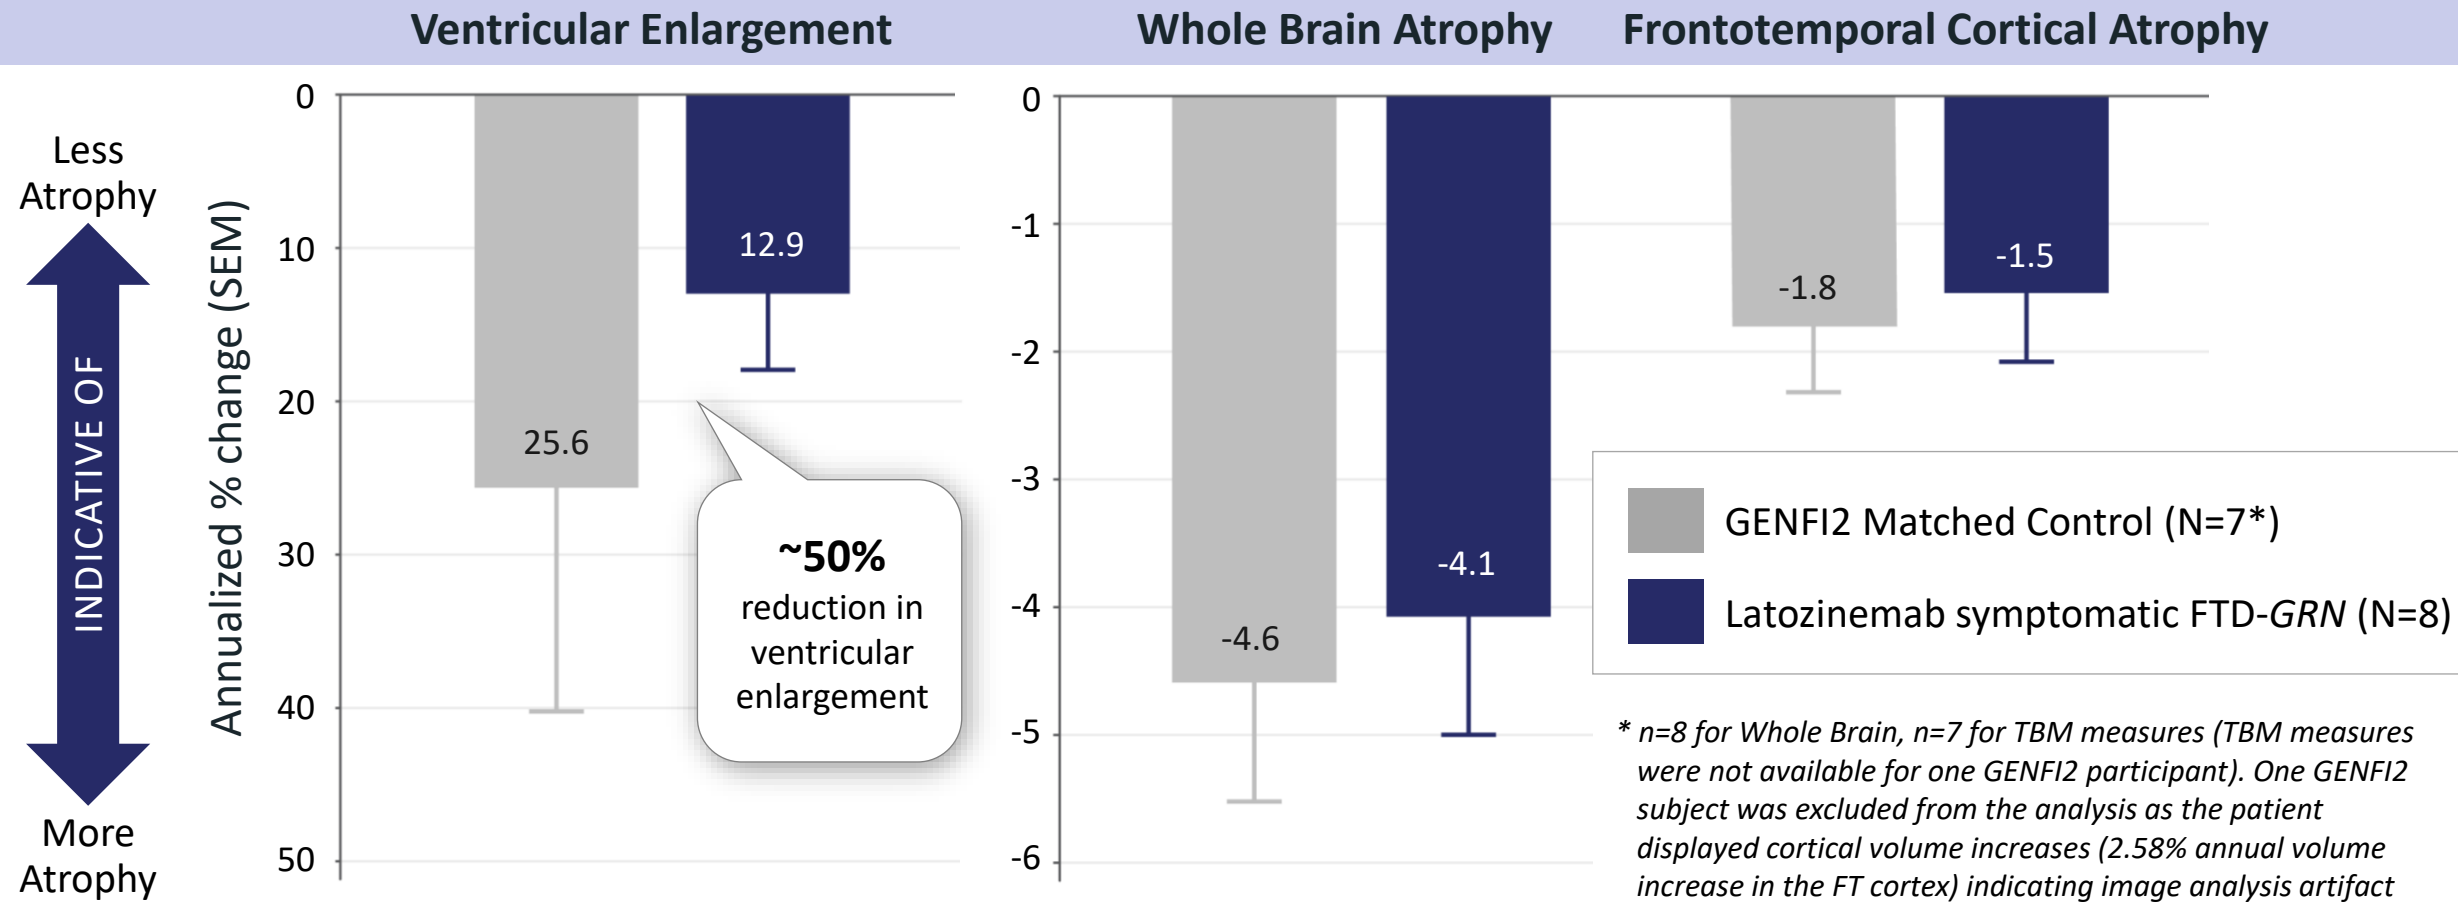 Ventricular Enlargement
Whole Brain Atrophy
Frontotemporal Cortical Atrophy
Less
Atrophy
INDICATIVE OF
More
Atrophy
Annualized % change (SEM)
0
10
20
30
40
50
25.6
12.9
~50%
reduction in
ventricular
enlargement
0
-1
-2
-3
-4
-5
-6
-4.6
-4.1
-1.8
-1.5
GENFI2 Matched Control (N=7*)
Latozinemab symptomatic FTD-GRN (N=8)
* n=8 for Whole Brain, n=7 for TBM measures (TBM measures
were not available for one GENFI2 participant). One GENFI2
subject was excluded from the analysis as the patient
displayed cortical volume increases (2.58% annual volume
increase in the FT cortex) indicating image analysis artifact